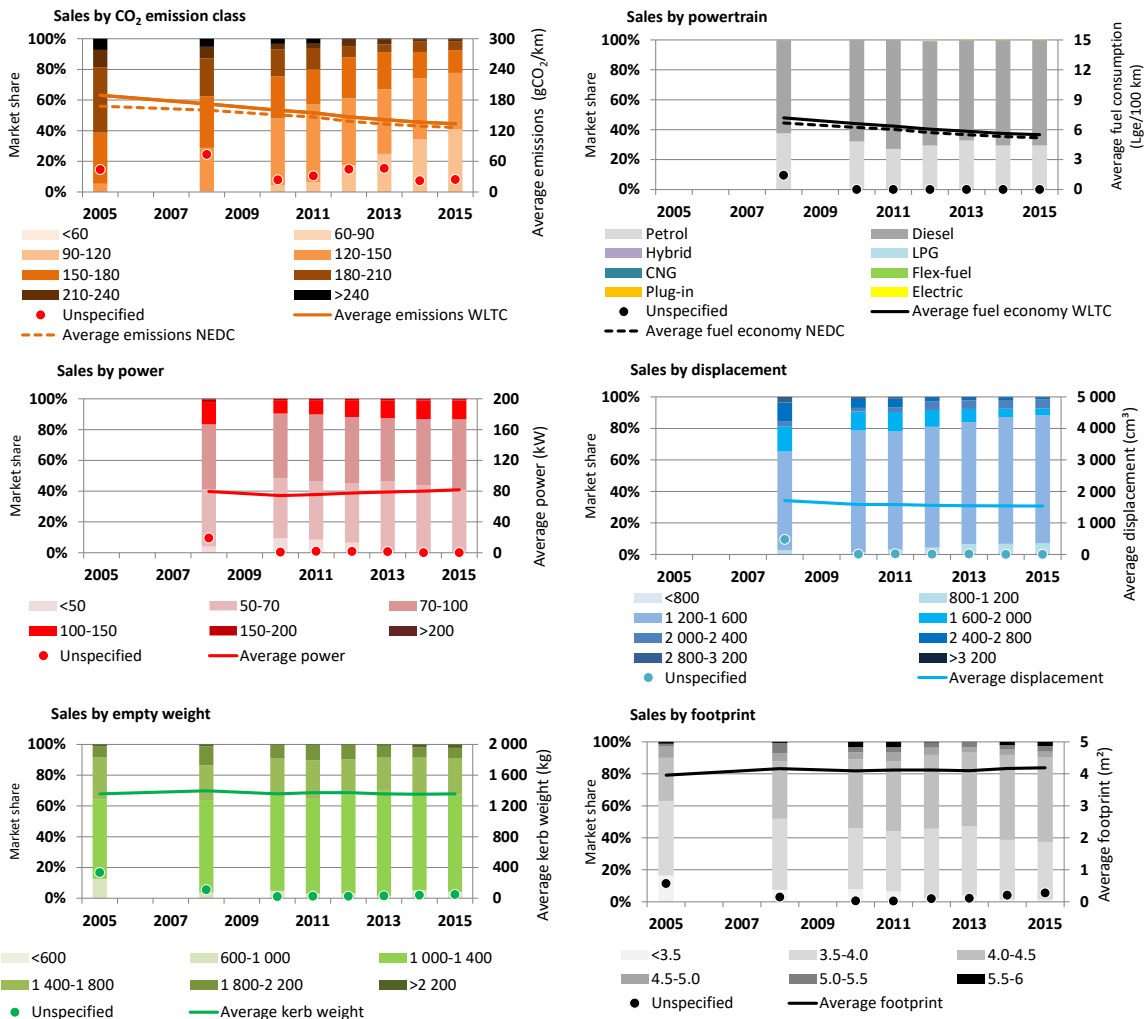 Sales by CO₂ emission class
100%
80%
60%
40%
20%
0%
Market share
300
240
180
120
60
0
Average emissions (gCO₂/km)
2005 2007 2009 2011 2013 2015
<60 60-90
90-120 120-150
150-180 180-210
210-240 >240
Unspecified Average emissions WLTC
Average emissions NEDC
Sales by powertrain
100%
80%
60%
40%
20%
0%
Market share
15
12
9
6
3
0
Average fuel consumption
(Lge/100 km)
2005 2007 2009 2011 2013 2015
Petrol Diesel
Hybrid LPG
CNG Flex-fuel
Plug-in Electric
Unspecified Average fuel economy WLTC
Average fuel economy NEDC
Sales by power
100%
80%
60%
40%
20%
0%
Market share
200
160
120
80
40
0
Average power (kW)
2005 2007 2009 2011 2013 2015
<50 50-70 70-100
100-150 150-200 >200
Unspecified Average power
Sales by displacement
100%
80%
60%
40%
20%
0%
Market share
5 000
4 000
3 000
2 000
1 000
0
Average displacement (cm³)
2005 2007 2009 2011 2013 2015
<800 800-1 200
1 200-1 600 1 600-2 000
2 000-2 400 2 400-2 800
2 800-3 200 >3 200
Unspecified Average displacement
Sales by empty weight
100%
80%
60%
40%
20%
0%
Market share
2 000
1 600
1 200
800
400
0
Average kerb weight (kg)
2005 2007 2009 2011 2013 2015
<600 600-1 000 1 000-1 400
1 400-1 800 1 800-2 200 >2 200
Unspecified Average kerb weight
Sales by footprint
100%
80%
60%
40%
20%
0%
Market share
5
4
3
2
1
0
Average footprint (m²)
2005 2007 2009 2011 2013 2015
<3.5 3.5-4.0 4.0-4.5
4.5-5.0 5.0-5.5 5.5-6
Unspecified Average footprint